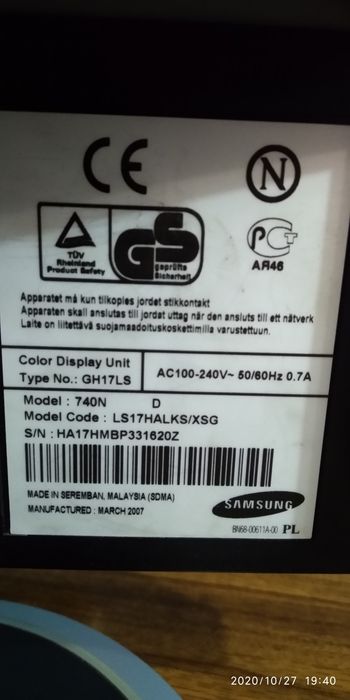 CE
N
TÜV
Rheinland
Product Safety
GS
geprüfte
Sicherheit
РСТ
АЯ46
Apparatet må kun tilkoples jordet stikkontakt
Apparaten skall anslutas till jordat uttag när den ansluts till ett nätverk
Laite on liitettävä suojamaadoituskoskettimilla varustettuun.
Color Display Unit
Type No.: GH17LS
AC100-240V~ 50/60Hz 0.7A
Model : 740N D
Model Code : LS17HALKS/XSG
S/N : HA17HMBP331620Z
MADE IN SEREMBAN, MALAYSIA (SDMA)
MANUFACTURED : MARCH 2007
SAMSUNG
BN68-00611A-00 PL
2020/10/27 19:40